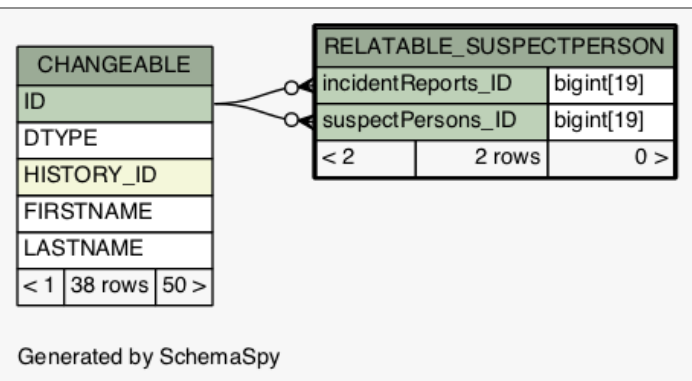 CHANGEABLE
ID
DTYPE
HISTORY_ID
FIRSTNAME
LASTNAME
< 1 38 rows 50 >
RELATABLE_SUSPECTPERSON
incidentReports_ID bigint[19]
suspectPersons_ID bigint[19]
< 2 2 rows 0 >
Generated by SchemaSpy